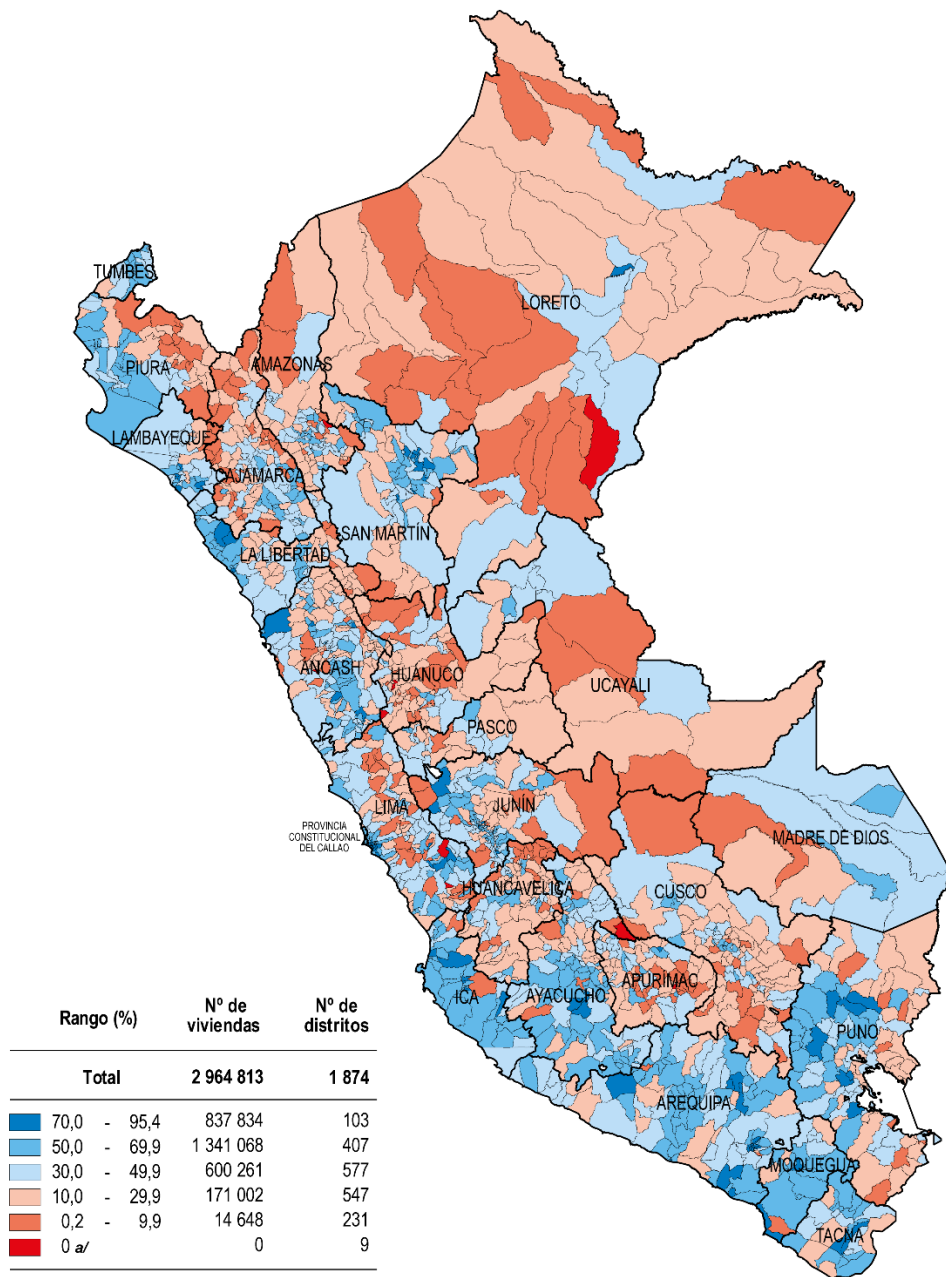 TUMBES
LORETO
PIURA
AMAZONAS
LAMBAYEQUE
CAJAMARCA
SAN MARTÍN
LA LIBERTAD
ANCASH
HUÁNUCO
UCAYALI
PASCO
LIMA
JUNÍN
PROVINCIA
CONSTITUCIONAL
DEL CALLAO
MADRE DE DIOS
HUANCAVELICA
CUSCO
ICA
AYACUCHO
APURÍMAC
PUNO
AREQUIPA
MOQUEGUA
TACNA
Rango (%) Nº de viviendas Nº de distritos
Total 2 964 813 1 874
70,0 - 95,4 837 834 103
50,0 - 69,9 1 341 068 407
30,0 - 49,9 600 261 577
10,0 - 29,9 171 002 547
0,2 - 9,9 14 648 231
0 a/ 0 9